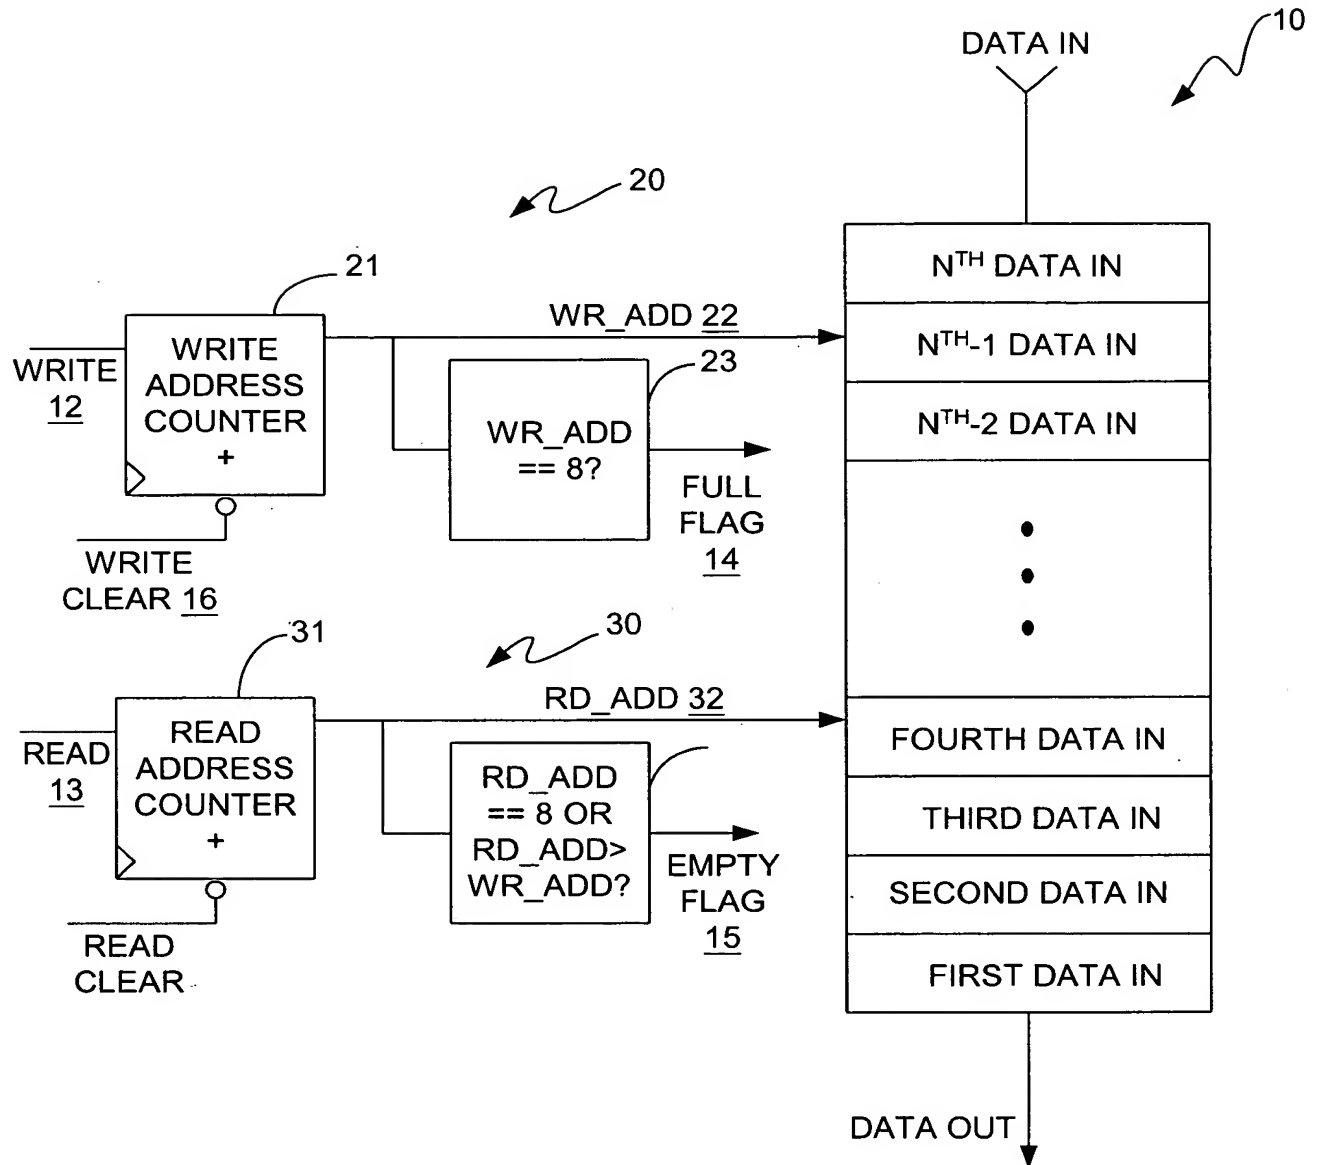 10
DATA IN
20
21
WR_ADD 22
WRITE
ADDRESS
COUNTER
+
WRITE
12
23
WR_ADD
== 8?
FULL
FLAG
14
WRITE
CLEAR 16
NTH DATA IN
NTH-1 DATA IN
NTH-2 DATA IN
31
30
RD_ADD 32
READ
ADDRESS
COUNTER
+
READ
13
RD_ADD
== 8 OR
RD_ADD>
WR_ADD?
EMPTY
FLAG
15
READ
CLEAR
FOURTH DATA IN
THIRD DATA IN
SECOND DATA IN
FIRST DATA IN
DATA OUT